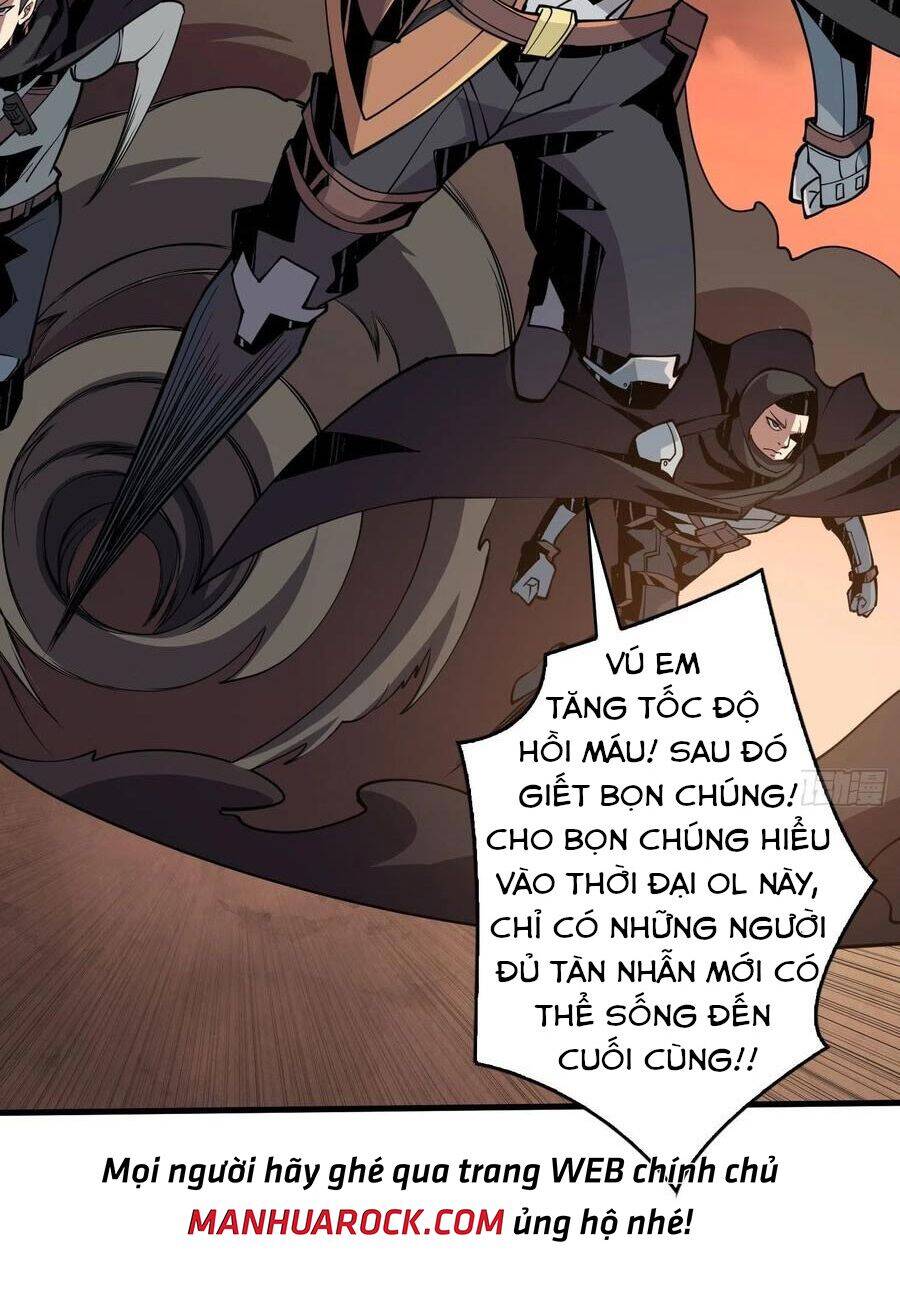 VÚ EM
TĂNG TỐC ĐỘ
HỒI MÁU! SAU ĐÓ
GIẾT BỌN CHÚNG!
CHO BỌN CHÚNG HIỂU
VÀO THỜI ĐẠI OL NÀY,
CHỈ CÓ NHỮNG NGƯỜI
ĐỦ TÀN NHẪN MỚI CÓ
THỂ SỐNG ĐẾN
CUỐI CÙNG!!
Mọi người hãy ghé qua trang WEB chính chủ
MANHUAROCK.COM ủng hộ nhé!